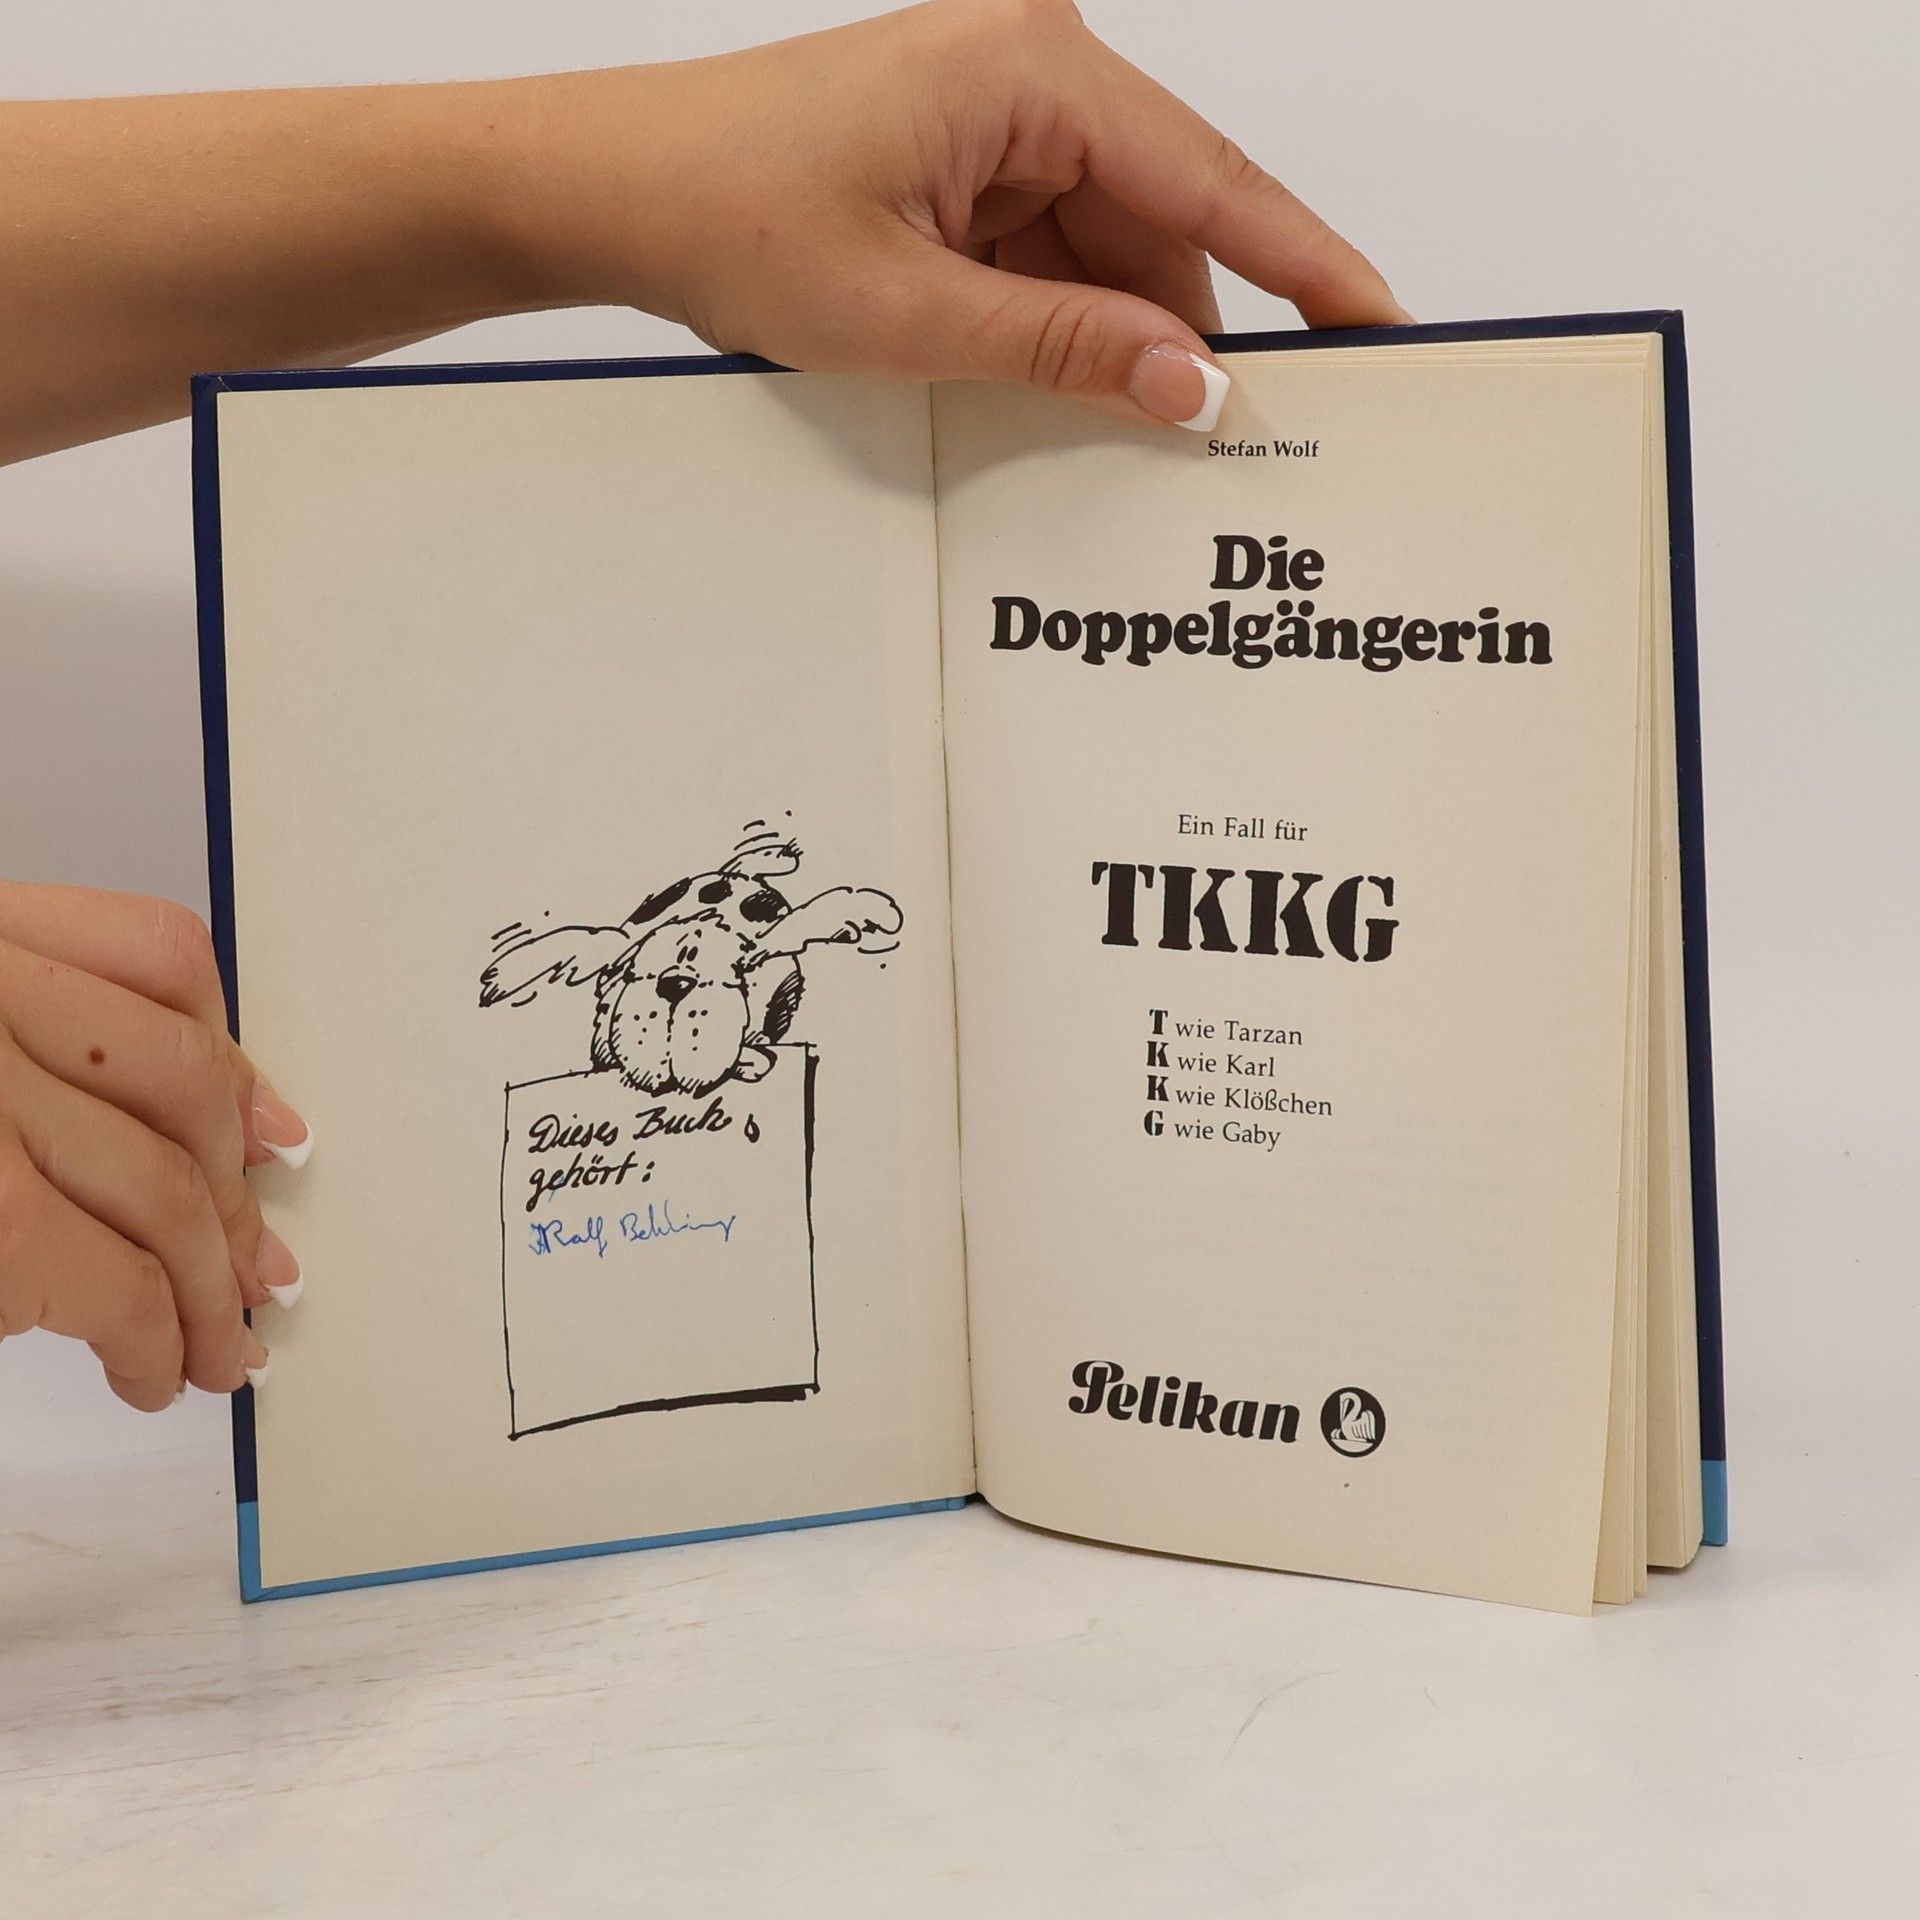 Dieses Buch
gehört:
Ralf
Stefan Wolf
Die
Doppelgängerin
Ein Fall für
TKKG
T wie Tarzan
K wie Karl
K wie Klößchen
G wie Gaby
Pelikan